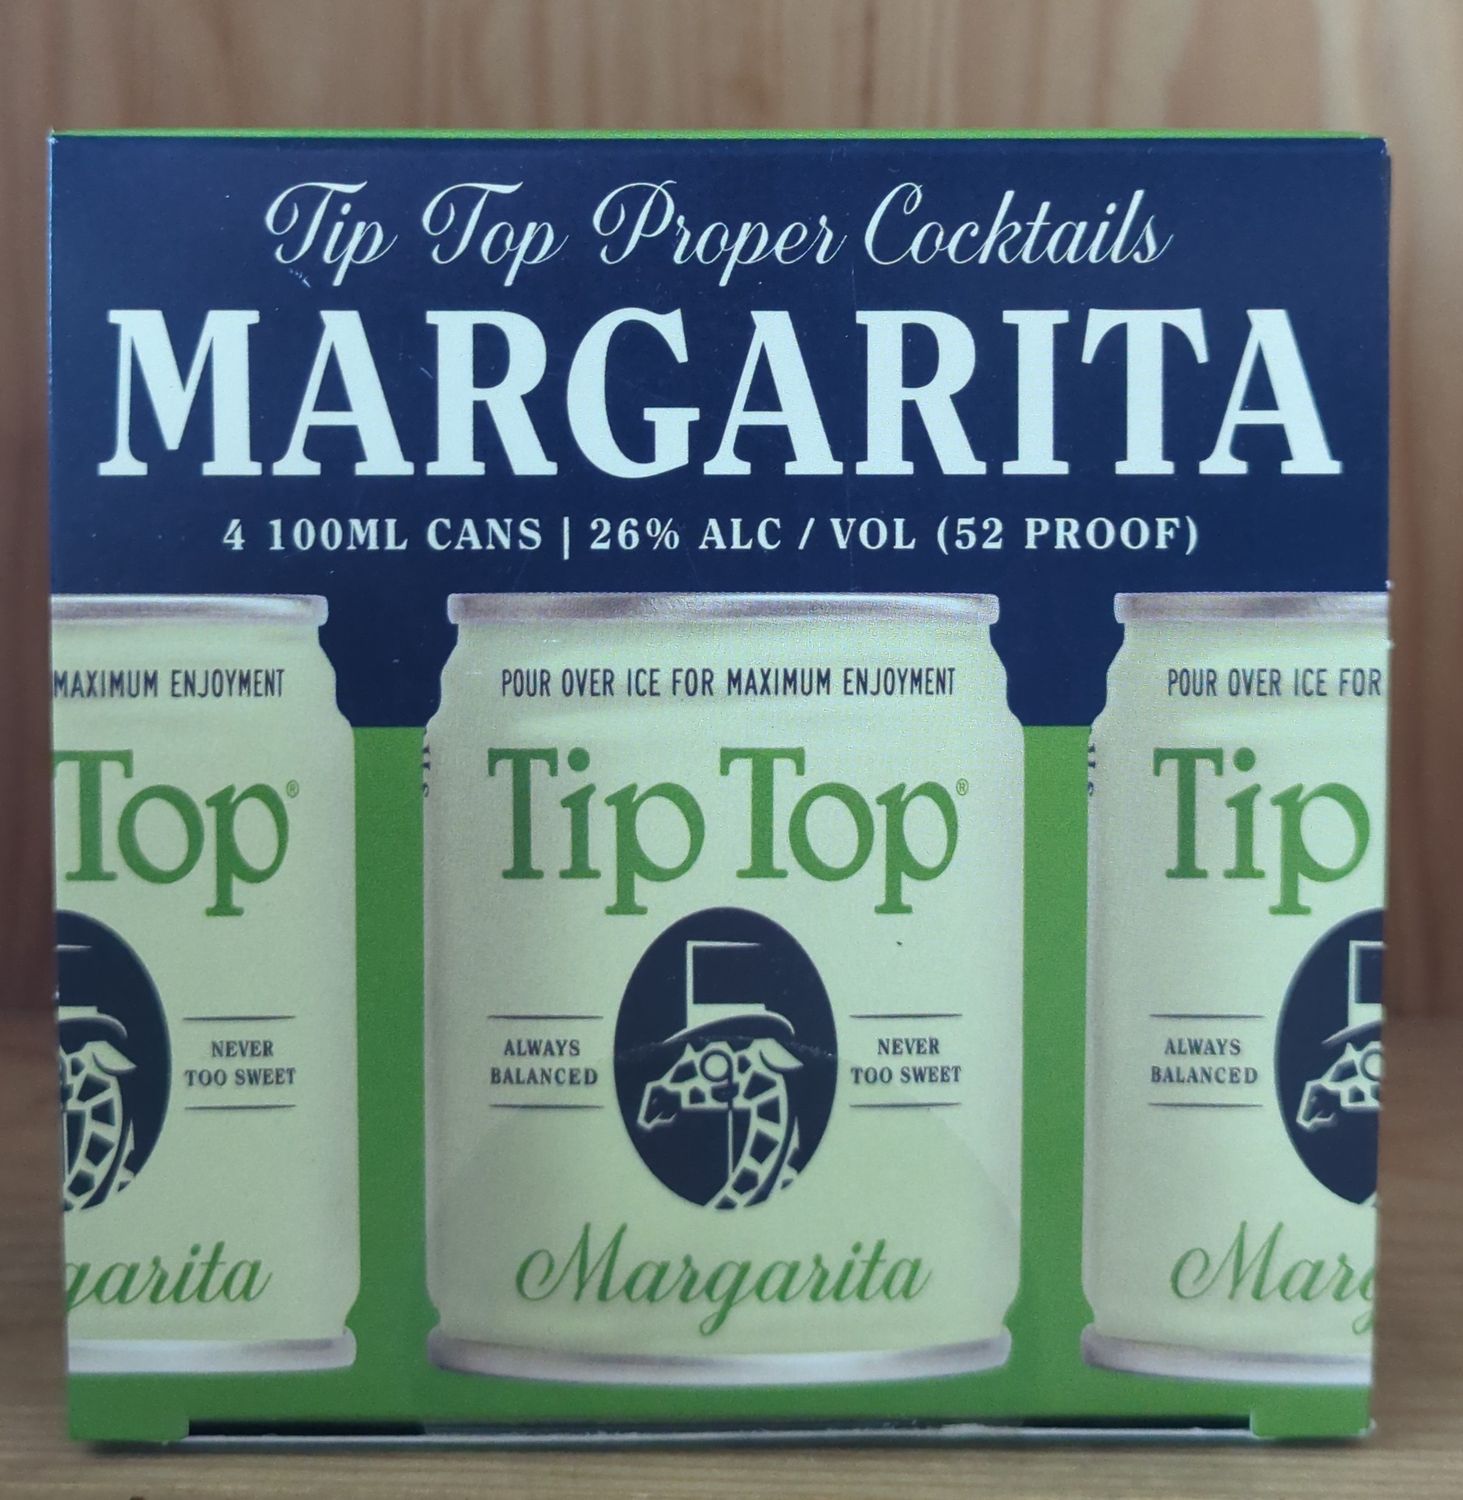 Tip Top Proper Cocktails
MARGARITA
4 100ML CANS | 26% ALC / VOL (52 PROOF)
MAXIMUM ENJOYMENT
Top®
NEVER
TOO SWEET
garita
POUR OVER ICE FOR MAXIMUM ENJOYMENT
Tip Top®
ALWAYS
BALANCED
NEVER
TOO SWEET
Margarita
POUR OVER ICE FOR
Tip
ALWAYS
BALANCED
Marg